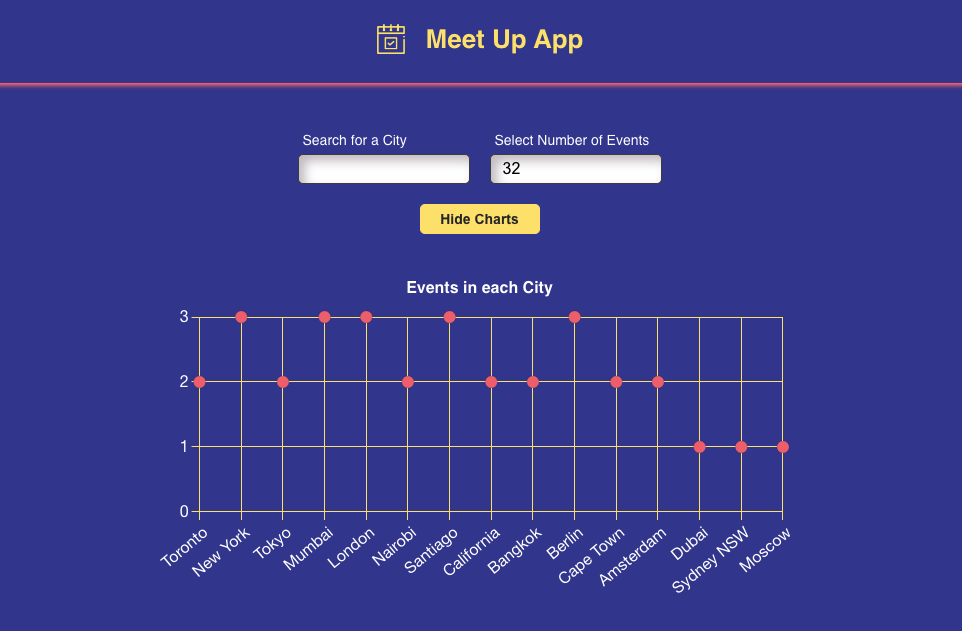 Meet Up App
Search for a City
Select Number of Events
32
Hide Charts
Events in each City
3
2
1
0
Toronto
New York
Tokyo
Mumbai
London
Nairobi
Santiago
California
Bangkok
Berlin
Cape Town
Amsterdam
Dubai
Sydney NSW
Moscow